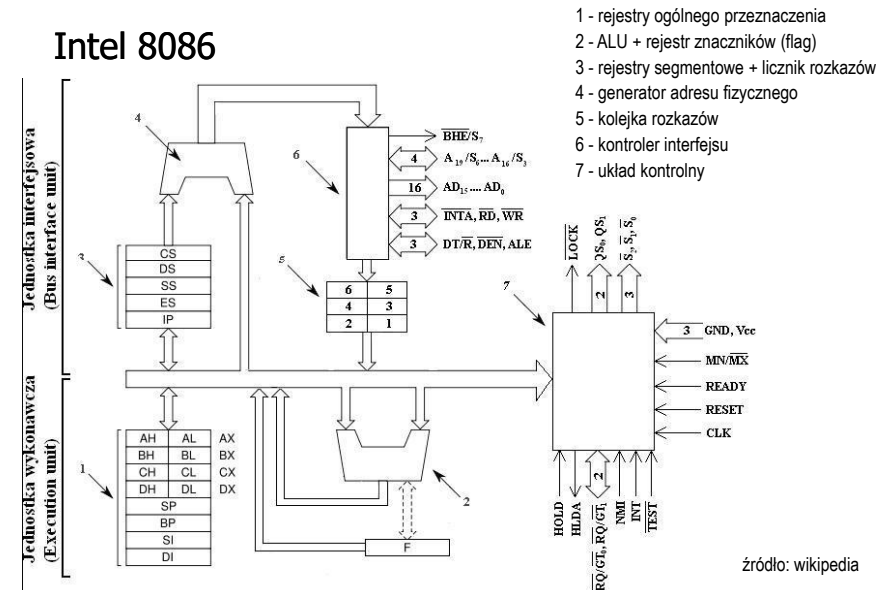 Intel 8086
1 - rejestry ogólnego przeznaczenia
2 - ALU + rejestr znaczników (flag)
3 - rejestry segmentowe + licznik rozkazów
4 - generator adresu fizycznego
5 - kolejka rozkazów
6 - kontroler interfejsu
7 - układ kontrolny
Jednostka interfejsowa
(Bus interface unit)
4
6
BHE/S7
4 A19/S6... A16/S3
16 AD15.... AD0
3 INTA, RD, WR
3 DT/R, DEN, ALE
3
CS
DS
SS
ES
IP
5
6 5
4 3
2 1
7
LOCK
QS0, QS1
2
S2, S1, S0
3
3 GND, Vcc
MN/MX
READY
RESET
CLK
HOLD
HLDA
2
RQ/GT0, RQ/GT1
NMI
INT
TEST
Jednostka wykonawcza
(Execution unit)
1
AH AL AX
BH BL BX
CH CL CX
DH DL DX
SP
BP
SI
DI
2
F
źródło: wikipedia